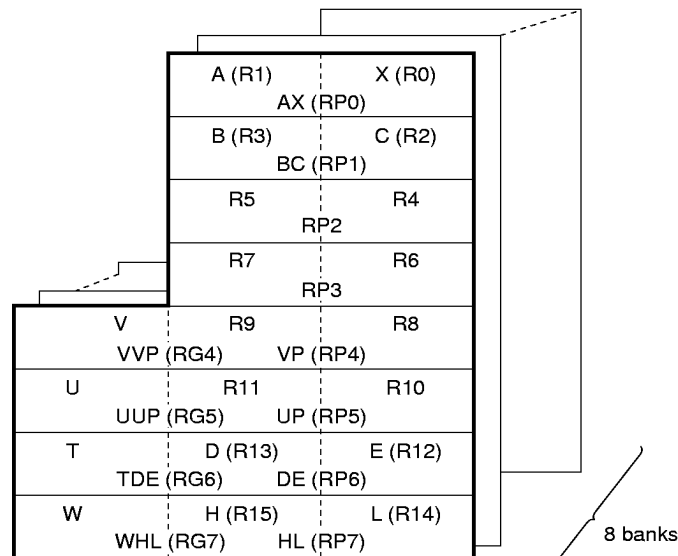 A (R1) X (R0)
AX (RP0)
B (R3) C (R2)
BC (RP1)
R5 R4
RP2
R7 R6
RP3
V R9 R8
VVP (RG4) VP (RP4)
U R11 R10
UUP (RG5) UP (RP5)
T D (R13) E (R12)
TDE (RG6) DE (RP6)
W H (R15) L (R14)
WHL (RG7) HL (RP7)
8 banks